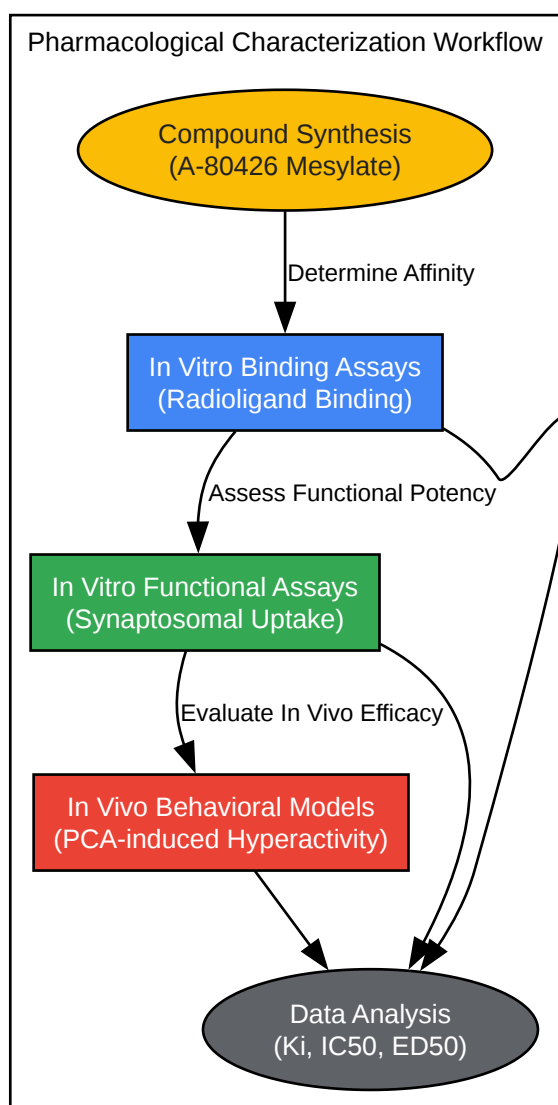 Pharmacological Characterization Workflow
Compound Synthesis
(A-80426 Mesylate)
Determine Affinity
In Vitro Binding Assays
(Radioligand Binding)
Assess Functional Potency
In Vitro Functional Assays
(Synaptosomal Uptake)
Evaluate In Vivo Efficacy
In Vivo Behavioral Models
(PCA-induced Hyperactivity)
Data Analysis
(Ki, IC50, ED50)